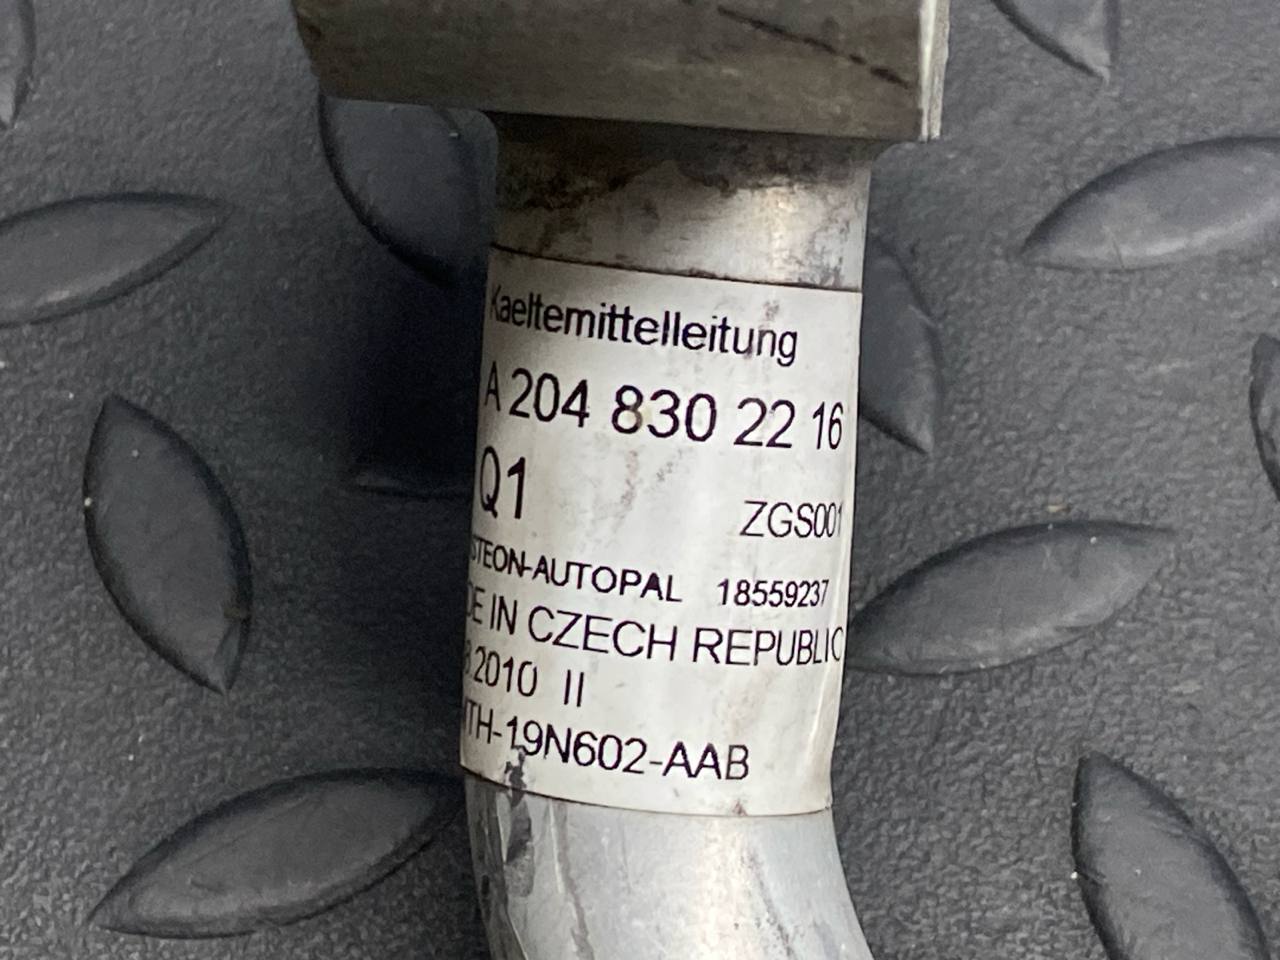 Kaeltemittelleitung
A 204 830 22 16
Q1
ZGS001
STEON-AUTOPAL 18559237
DE IN CZECH REPUBLIC
.2010 II
TH-19N602-AAB